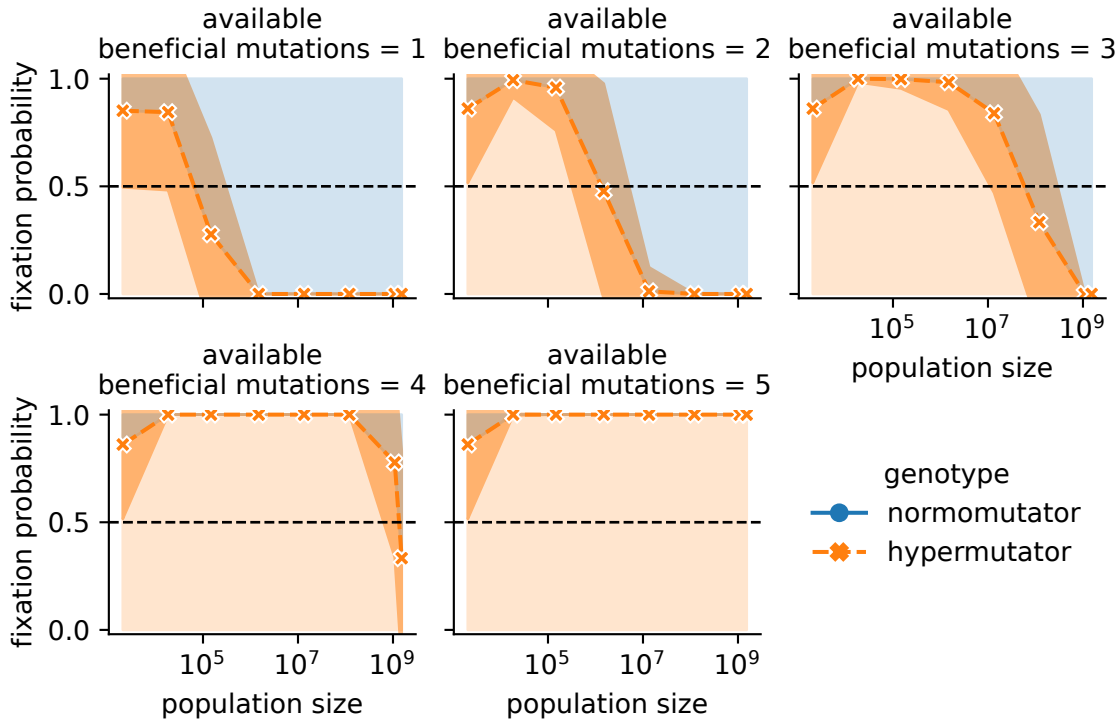 available
beneficial mutations = 1
available
beneficial mutations = 2
available
beneficial mutations = 3
fixation probability
1.0
0.5
0.0
10^5
10^7
10^9
population size
available
beneficial mutations = 4
available
beneficial mutations = 5
fixation probability
1.0
0.5
0.0
10^5
10^7
10^9
population size
10^5
10^7
10^9
population size
genotype
normomutator
hypermutator